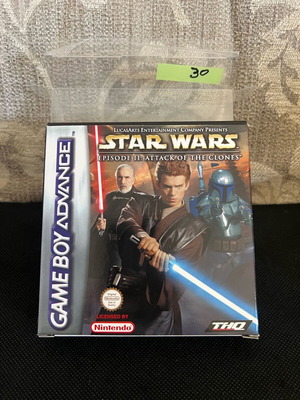 30
LucasArts Entertainment Company Presents
STAR WARS
EPISODE II ATTACK OF THE CLONES
GAME BOY ADVANCE
LICENSED BY
Nintendo
THQ